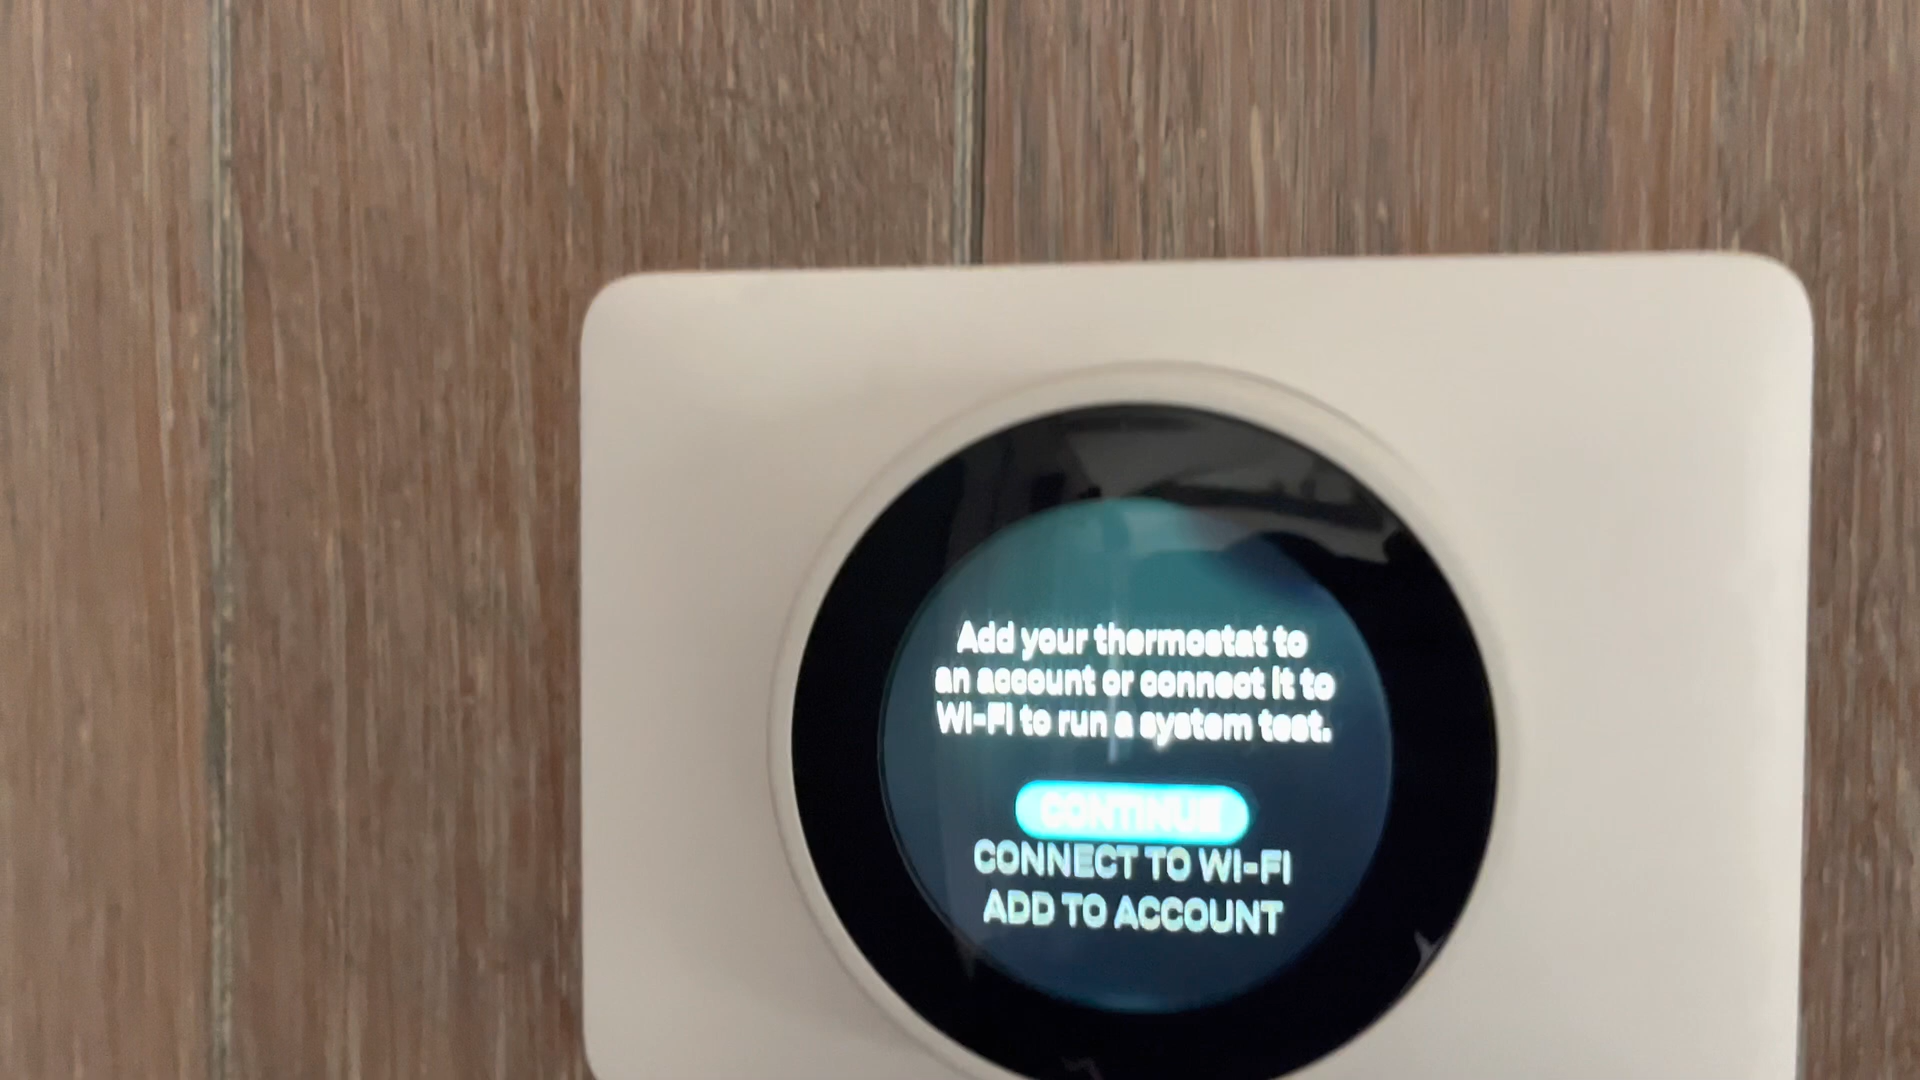 Add your thermostat to
an account or connect it to
Wi-Fi to run a system test.
CONTINUE
CONNECT TO WI-FI
ADD TO ACCOUNT